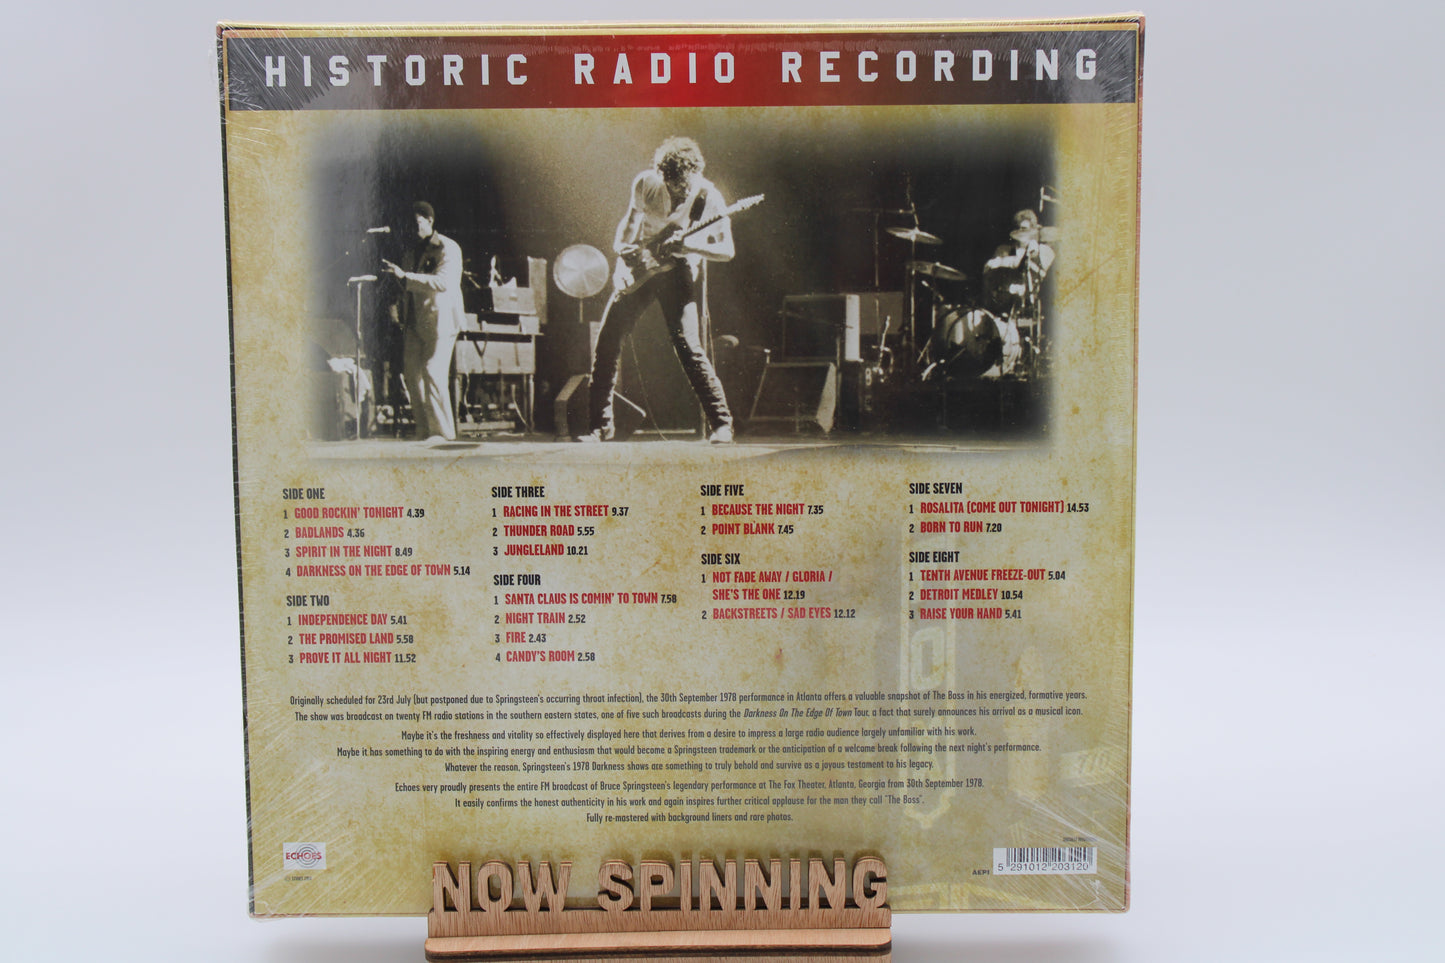 HISTORIC RADIO RECORDING
SIDE ONE
1 GOOD ROCKIN' TONIGHT 4.39
2 BADLANDS 4.36
3 SPIRIT IN THE NIGHT 8.49
4 DARKNESS ON THE EDGE OF TOWN 5.14
SIDE TWO
1 INDEPENDENCE DAY 5.41
2 THE PROMISED LAND 5.58
3 PROVE IT ALL NIGHT 11.52
SIDE THREE
1 RACING IN THE STREET 9.37
2 THUNDER ROAD 5.55
3 JUNGLELAND 10.21
SIDE FOUR
1 SANTA CLAUS IS COMIN' TO TOWN 7.58
2 NIGHT TRAIN 2.52
3 FIRE 2.43
4 CANDY'S ROOM 2.58
SIDE FIVE
1 BECAUSE THE NIGHT 7.35
2 POINT BLANK 7.45
SIDE SIX
1 NOT FADE AWAY / GLORIA /
SHE'S THE ONE 12.19
2 BACKSTREETS / SAD EYES 12.12
SIDE SEVEN
1 ROSALITA (COME OUT TONIGHT) 14.53
2 BORN TO RUN 7.20
SIDE EIGHT
1 TENTH AVENUE FREEZE-OUT 5.04
2 DETROIT MEDLEY 10.54
3 RAISE YOUR HAND 5.41
Originally scheduled for 23rd July (but postponed due to Springsteen's occurring throat infection), the 30th September 1978 performance in Atlanta offers a valuable snapshot of The Boss in his energized, formative years.
The show was broadcast on twenty FM radio stations in the southern eastern states, one of five such broadcasts during the Darkness On The Edge Of Town Tour, a fact that surely announces his arrival as a musical icon.
Maybe it's the freshness and vitality so effectively displayed here that derives from a desire to impress a large radio audience largely unfamiliar with his work.
Maybe it has something to do with the inspiring energy and enthusiasm that would become a Springsteen trademark or the anticipation of a welcome break following the next night's performance.
Whatever the reason, Springsteen's 1978 Darkness shows are something to truly behold and survive as a joyous testament to his legacy.
Echoes very proudly presents the entire FM broadcast of Bruce Springsteen's legendary performance at The Fox Theater, Atlanta, Georgia from 30th September 1978.
It easily confirms the honest authenticity in his work and again inspires further critical applause for the man they call "The Boss".
Fully re-mastered with background liners and rare photos.
ECHOES
AEPI
5 291012 203120
NOW SPINNING